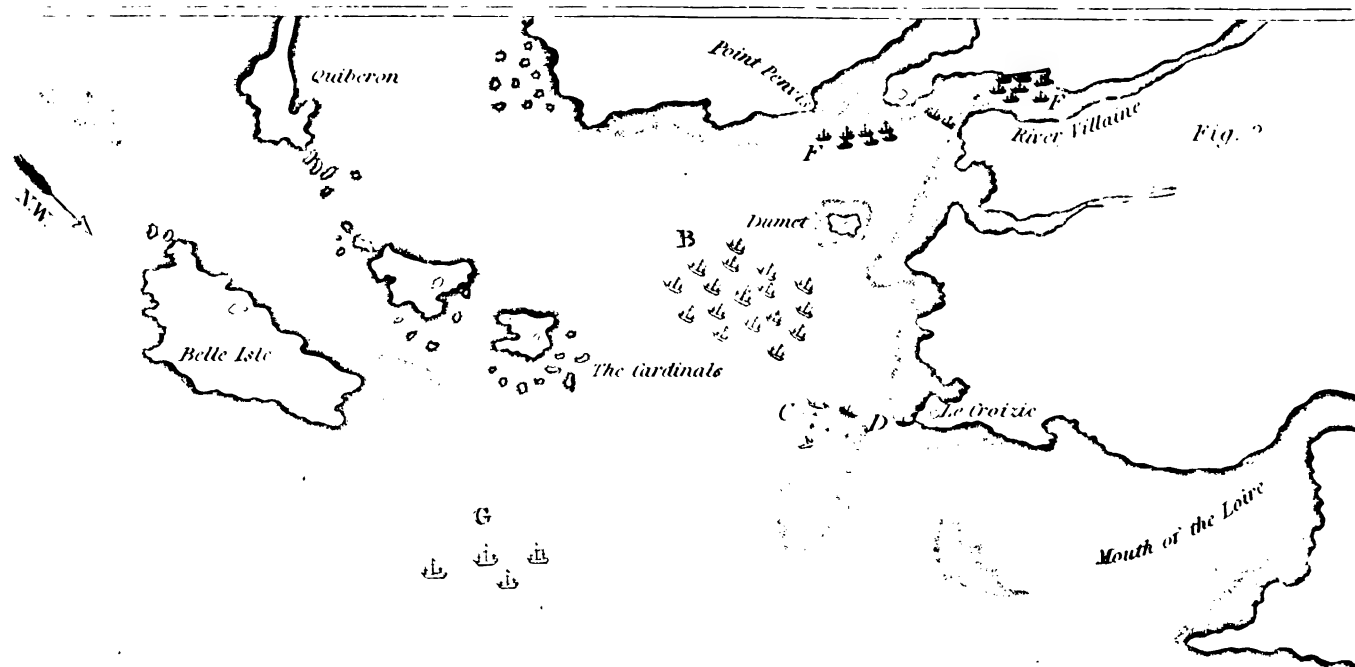 Quiberon
Point Penvis
F
River Villaine
Fig. 2
F
N.W.
Dumet
B
Belle Isle
The Cardinals
C
D
Le Croizic
G
Mouth of the Loire